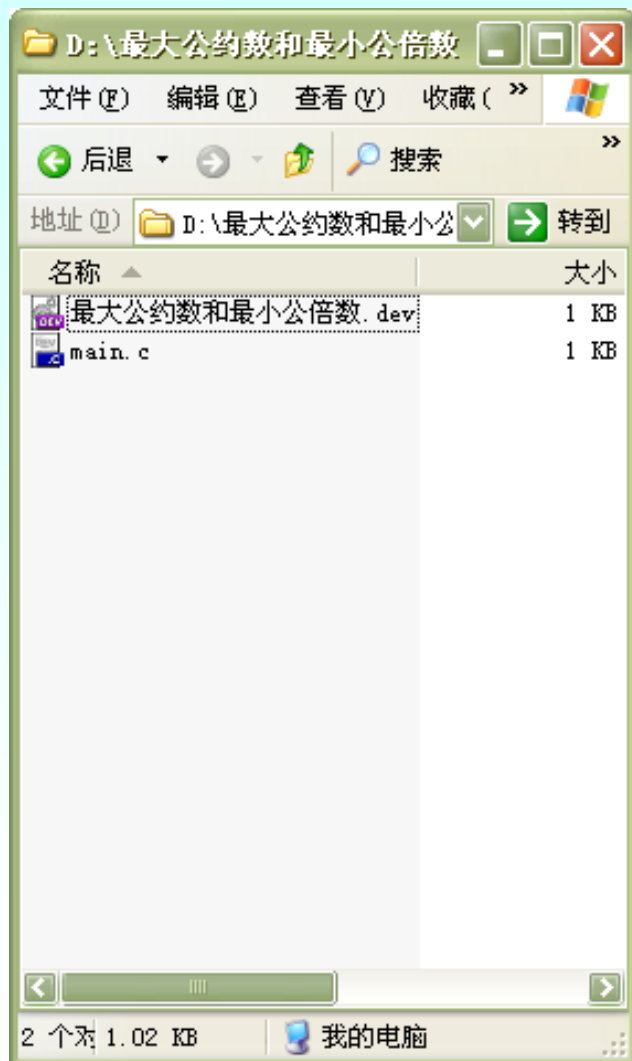 D:\最大公约数和最小公倍数
文件(F) 编辑(E) 查看(V) 收藏( »
后退 搜索 »
地址(D) D:\最大公约数和最小公 转到
名称 大小
最大公约数和最小公倍数.dev 1 KB
main.c 1 KB
2 个对 1.02 KB 我的电脑